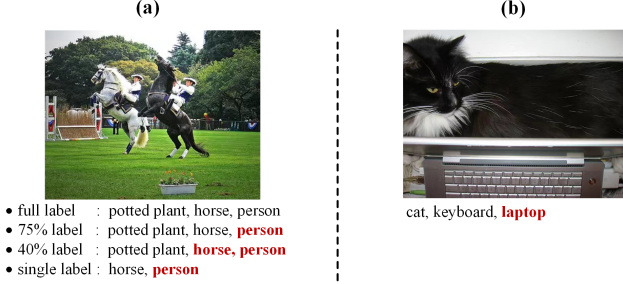 (a)
(b)
• full label : potted plant, horse, person
• 75% label : potted plant, horse, person
• 40% label : potted plant, horse, person
• single label : horse, person
cat, keyboard, laptop